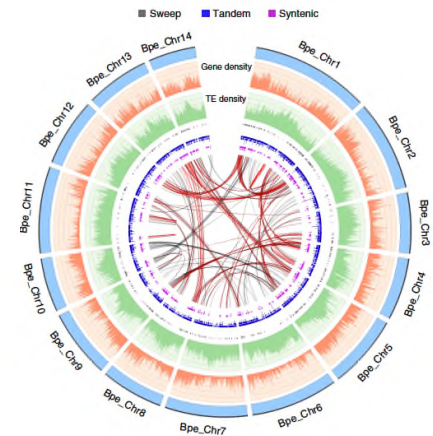 Sweep Tandem Syntenic
Gene density
TE density
Bpe_Chr1
Bpe_Chr2
Bpe_Chr3
Bpe_Chr4
Bpe_Chr5
Bpe_Chr6
Bpe_Chr7
Bpe_Chr8
Bpe_Chr9
Bpe_Chr10
Bpe_Chr11
Bpe_Chr12
Bpe_Chr13
Bpe_Chr14